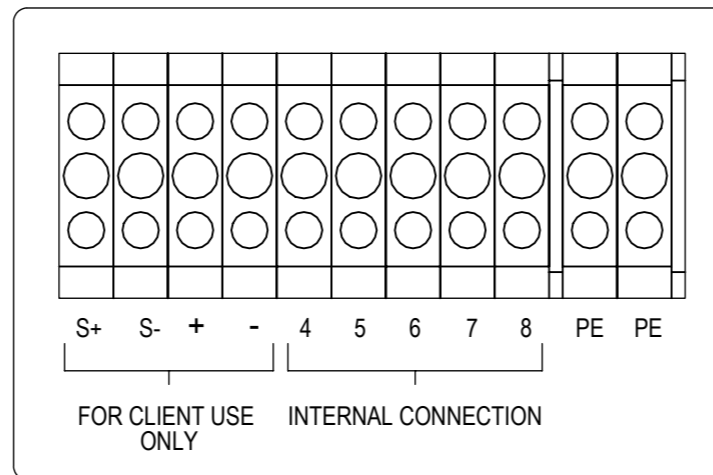 S+ S- + - 4 5 6 7 8 PE PE
FOR CLIENT USE
ONLY
INTERNAL CONNECTION